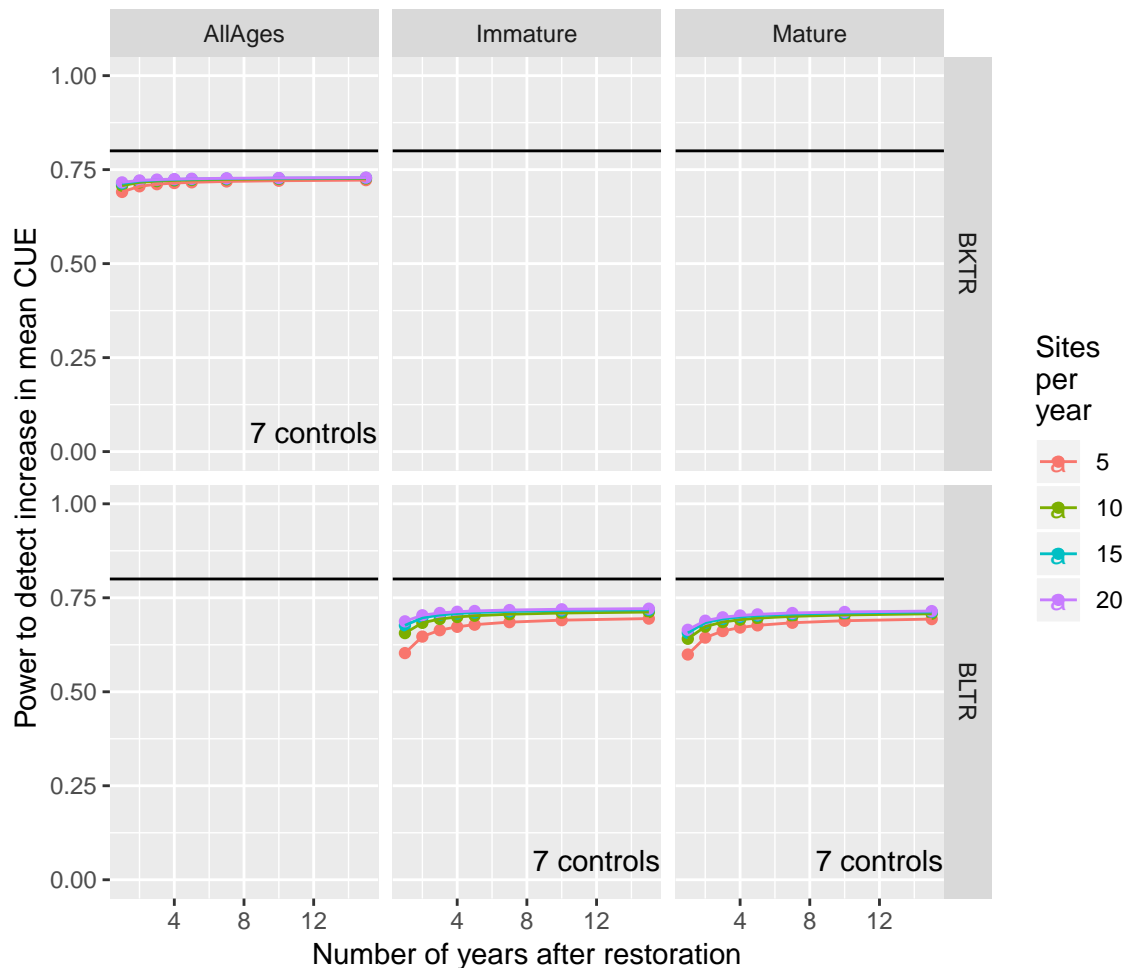 AllAges
Immature
Mature
1.00
0.75
0.50
0.25
0.00
7 controls
BKTR
1.00
0.75
0.50
0.25
0.00
7 controls
7 controls
BLTR
4 8 12
4 8 12
4 8 12
Number of years after restoration
Power to detect increase in mean CUE
Sites
per
year
a 5
a 10
a 15
a 20